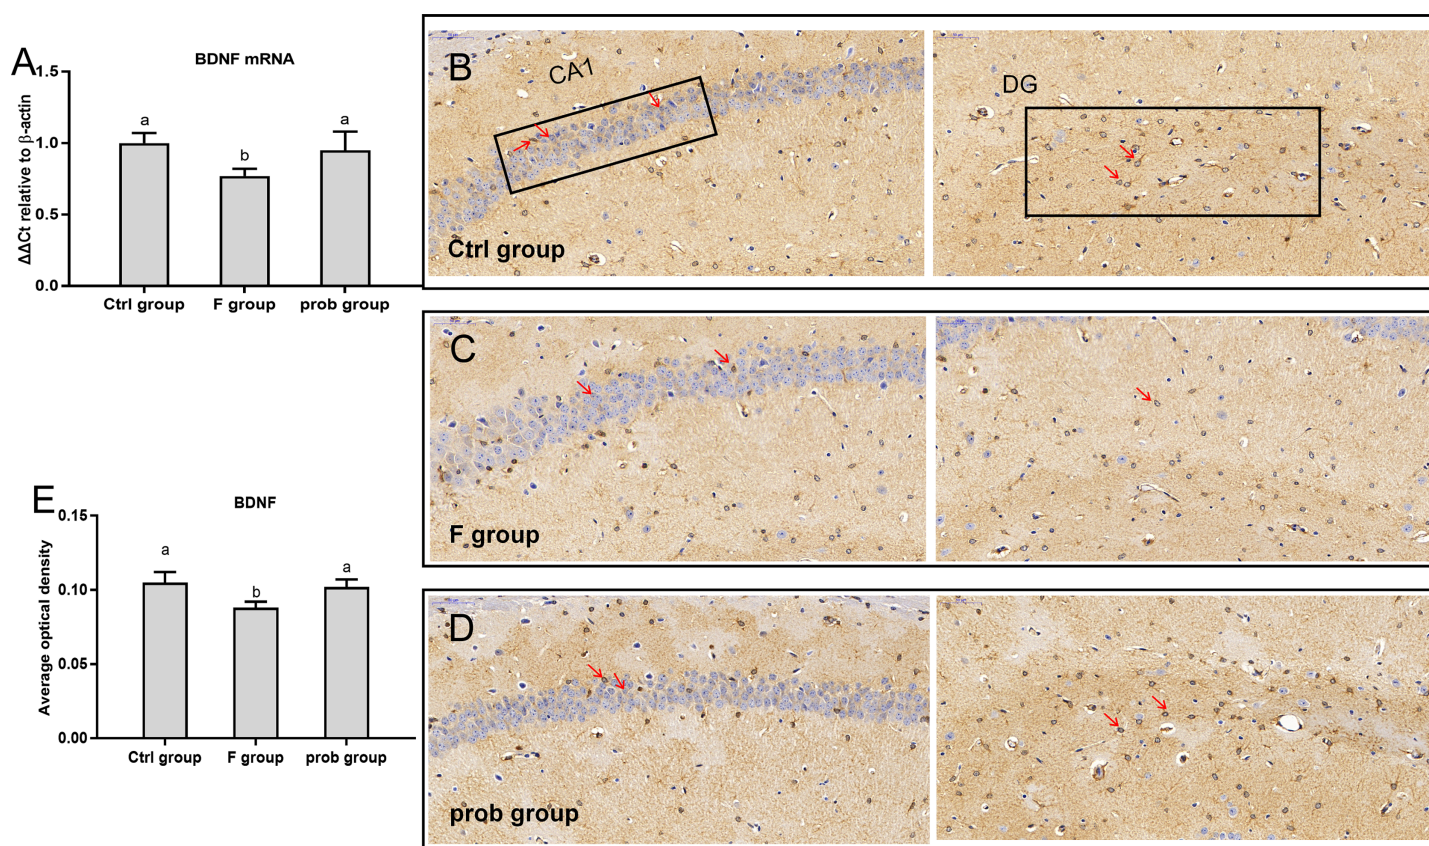 A
BDNF mRNA
ΔΔCt relative to β-actin
1.5
1.0
0.5
0.0
a
b
a
Ctrl group
F group
prob group
B
CA1
Ctrl group
DG
C
F group
D
prob group
E
BDNF
Average optical density
0.15
0.10
0.05
0.00
a
b
a
Ctrl group
F group
prob group